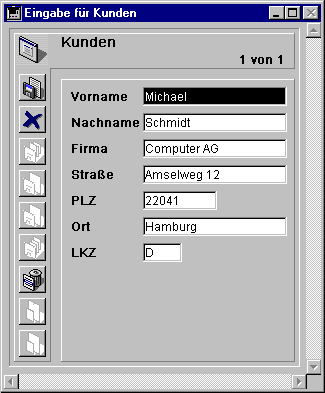 Eingabe für Kunden
Kunden
1 von 1
Vorname Michael
Nachname Schmidt
Firma Computer AG
Straße Amselweg 12
PLZ 22041
Ort Hamburg
LKZ D